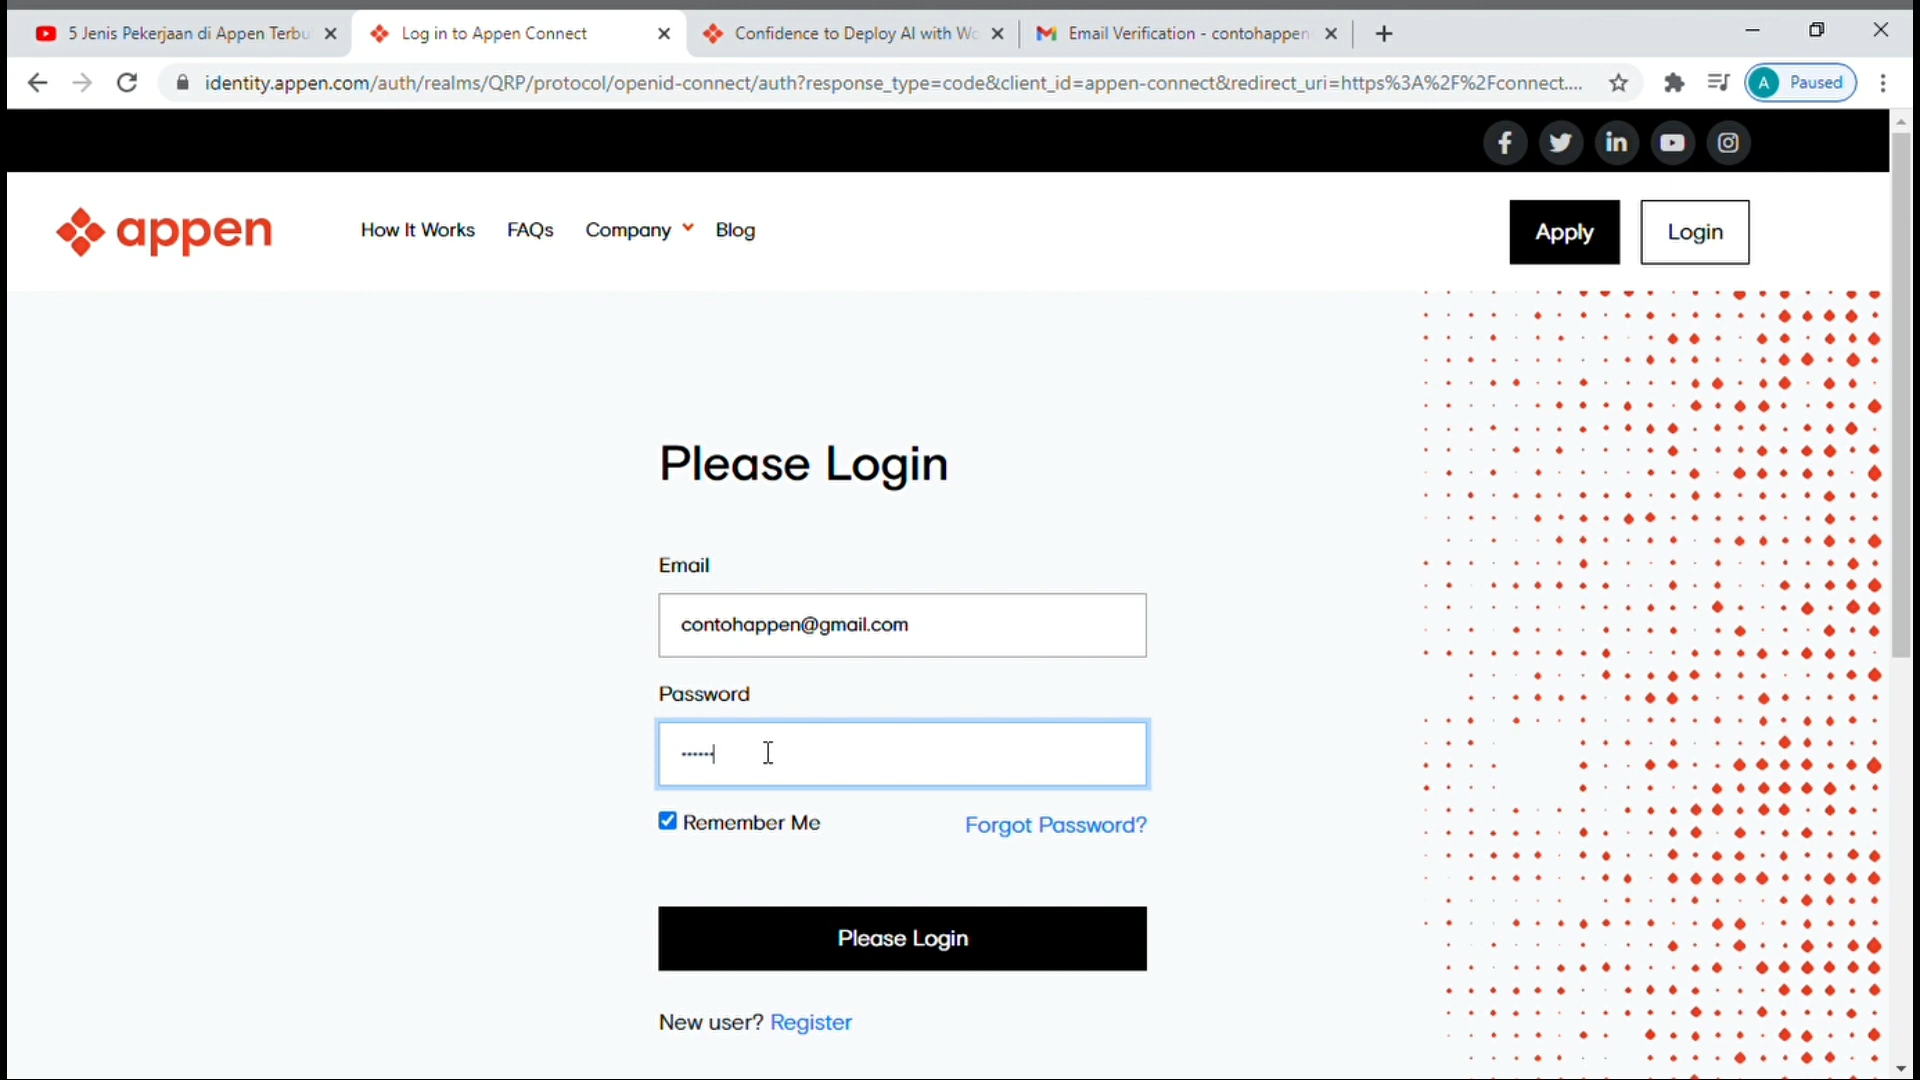 5 Jenis Pekerjaan di Appen Terbu
Log in to Appen Connect
Confidence to Deploy AI with Wo
Email Verification - contohappen
identity.appen.com/auth/realms/QRP/protocol/openid-connect/auth?response_type=code&client_id=appen-connect&redirect_uri=https%3A%2F%2Fconnect....
A Paused
appen
How It Works
FAQs
Company
Blog
Apply
Login
Please Login
Email
contohappen@gmail.com
Password
Remember Me
Forgot Password?
Please Login
New user? Register